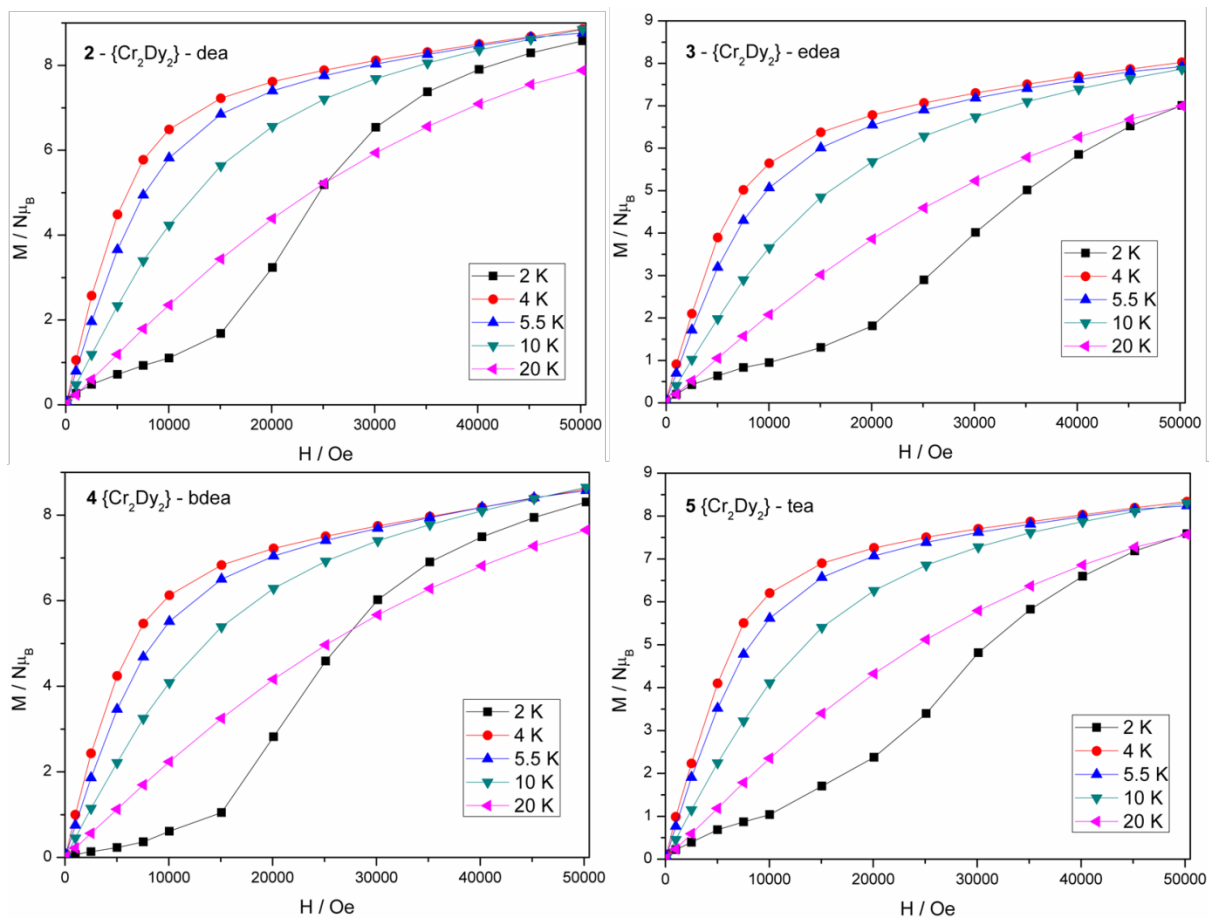 2 - {Cr₂Dy₂} - dea
M / Nμ_B
8
6
4
2
0
2 K
4 K
5.5 K
10 K
20 K
0 10000 20000 30000 40000 50000
H / Oe
3 - {Cr₂Dy₂} - edea
M / Nμ_B
9
8
7
6
5
4
3
2
1
0
2 K
4 K
5.5 K
10 K
20 K
0 10000 20000 30000 40000 50000
H / Oe
4 {Cr₂Dy₂} - bdea
M / Nμ_B
8
6
4
2
0
2 K
4 K
5.5 K
10 K
20 K
0 10000 20000 30000 40000 50000
H / Oe
5 {Cr₂Dy₂} - tea
M / Nμ_B
9
8
7
6
5
4
3
2
1
0
2 K
4 K
5.5 K
10 K
20 K
0 10000 20000 30000 40000 50000
H / Oe